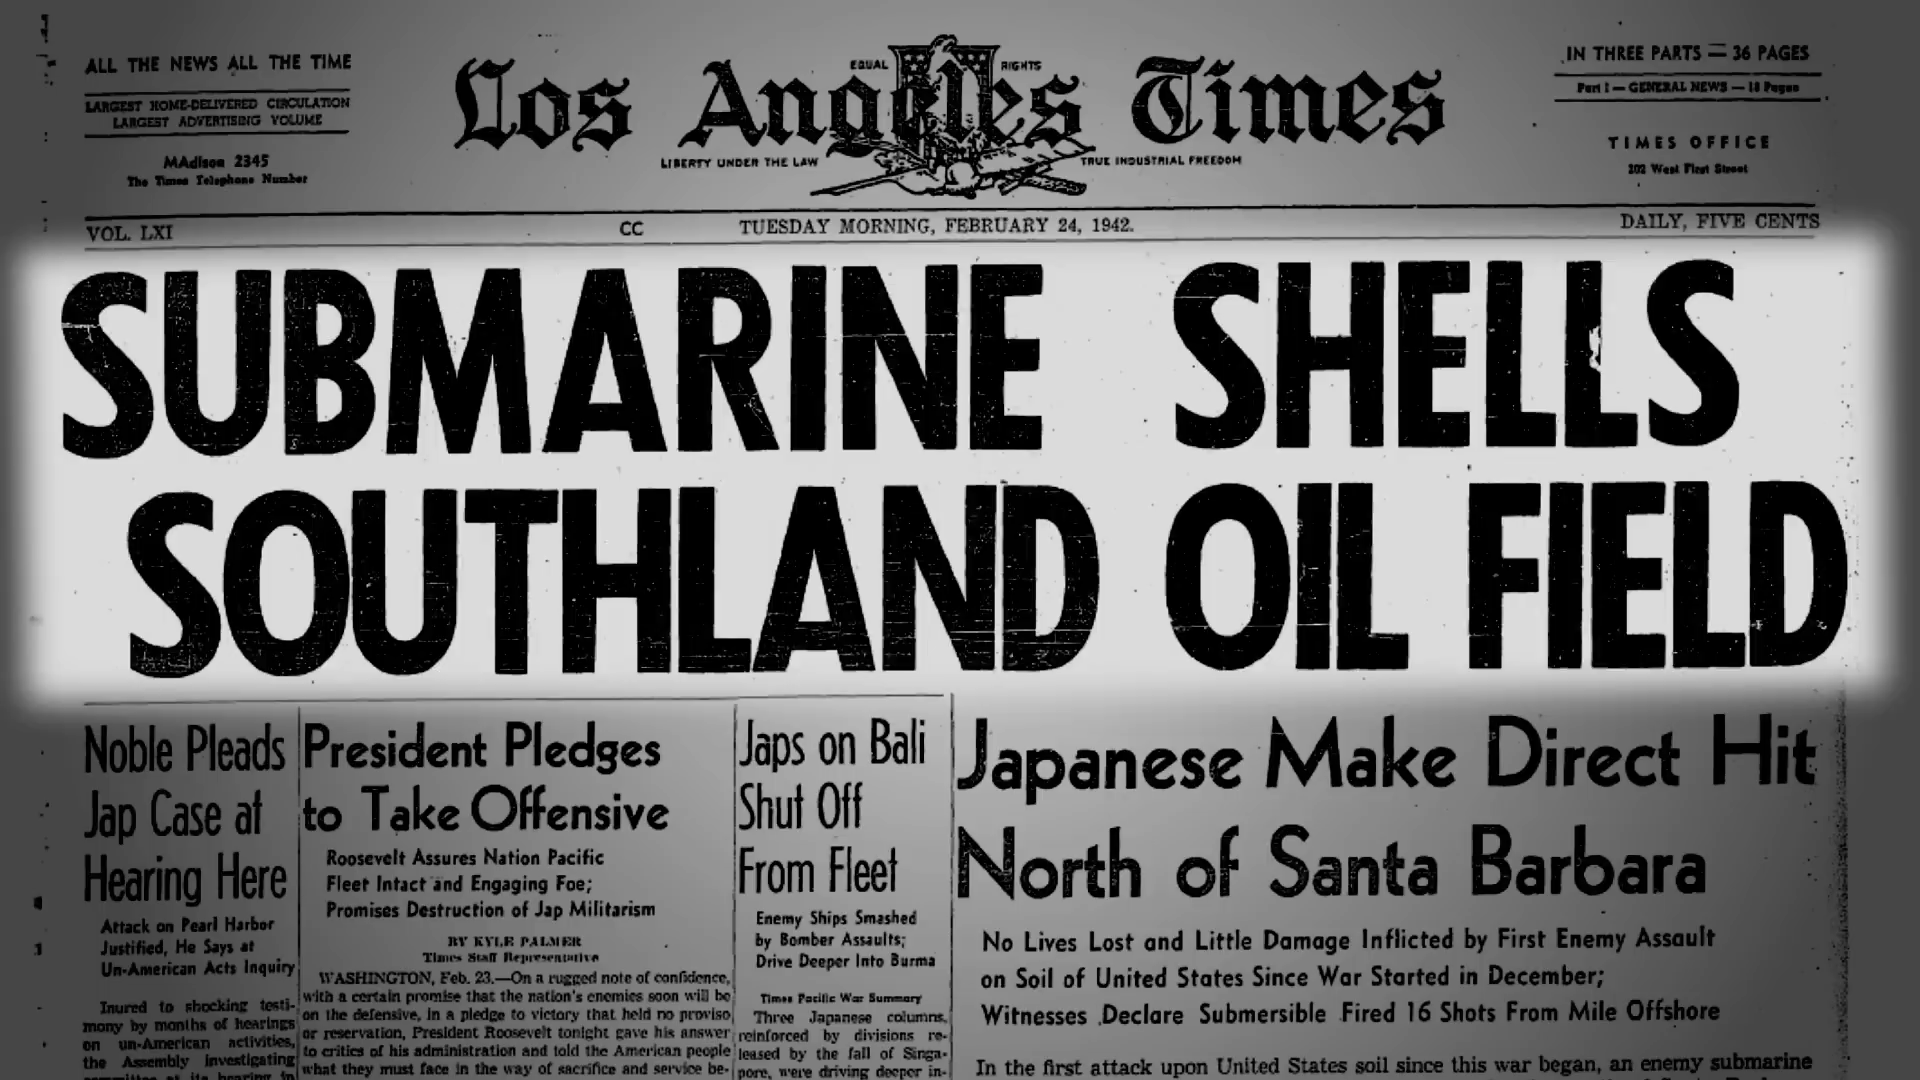 ALL THE NEWS ALL THE TIME
LARGEST HOME-DELIVERED CIRCULATION
LARGEST ADVERTISING VOLUME
MAdison 2345
The Times Telephone Number
EQUAL RIGHTS
Los Angeles Times
LIBERTY UNDER THE LAW TRUE INDUSTRIAL FREEDOM
IN THREE PARTS — 36 PAGES
Part I — GENERAL NEWS — 18 Pages
TIMES OFFICE
202 West First Street
VOL. LXI CC TUESDAY MORNING, FEBRUARY 24, 1942. DAILY, FIVE CENTS
SUBMARINE SHELLS
SOUTHLAND OIL FIELD
Noble Pleads
Jap Case at
Hearing Here
Attack on Pearl Harbor
Justified, He Says at
Un-American Acts Inquiry
Inured to shocking testi-
mony by months of hearings
on un-American activities,
the Assembly investigating
committee at its hearing in
President Pledges
to Take Offensive
Roosevelt Assures Nation Pacific
Fleet Intact and Engaging Foe;
Promises Destruction of Jap Militarism
BY KYLE PALMER
Times Staff Representative
WASHINGTON, Feb. 23.—On a rugged note of confidence,
with a certain promise that the nation's enemies soon will be
on the defensive, in a pledge to victory that held no proviso
or reservation, President Roosevelt tonight gave his answer
to critics of his administration and told the American people
what they must face in the way of sacrifice and service be-
Japs on Bali
Shut Off
From Fleet
Enemy Ships Smashed
by Bomber Assaults;
Drive Deeper Into Burma
Times Pacific War Summary
Three Japanese columns,
reinforced by divisions re-
leased by the fall of Singa-
pore, were driving deeper in-
Japanese Make Direct Hit
North of Santa Barbara
No Lives Lost and Little Damage Inflicted by First Enemy Assault
on Soil of United States Since War Started in December;
Witnesses Declare Submersible Fired 16 Shots From Mile Offshore
In the first attack upon United States soil since this war began, an enemy submarine